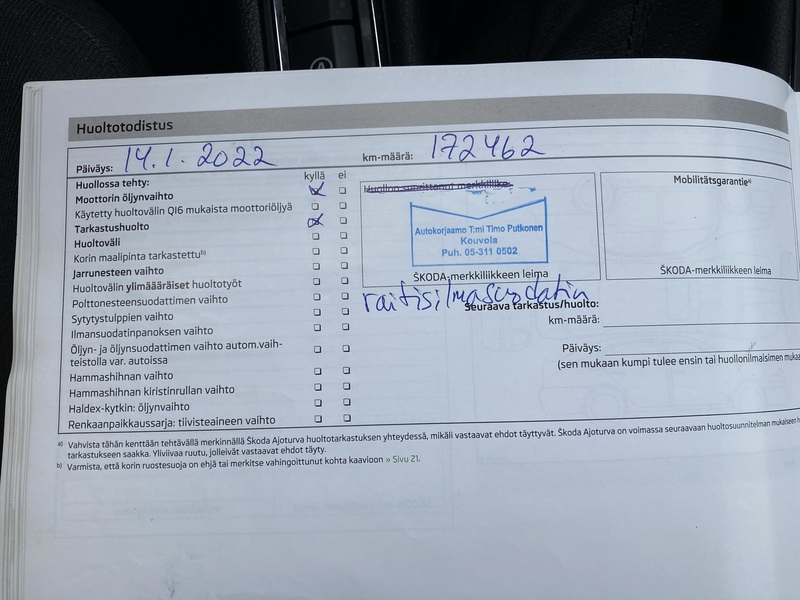 Huoltotodistus
Päiväys: 14.1.2022
km-määrä: 172462
kyllä ei
Huollossa tehty:
Moottorin öljynvaihto
Käytetty huoltovälin QI6 mukaista moottoriöljyä
Tarkastushuolto
Huoltoväli
Korin maalipinta tarkastettu b)
Jarrunesteen vaihto
Huoltovälin ylimääräiset huoltotyöt
Polttonesteensuodattimen vaihto
Sytytystulppien vaihto
Ilmansuodatinpanoksen vaihto
Öljyn- ja öljynsuodattimen vaihto autom.vaih-
teistolla var. autoissa
Hammashihnan vaihto
Hammashihnan kiristinrullan vaihto
Haldex-kytkin: öljynvaihto
Renkaanpaikkaussarja: tiivisteaineen vaihto
Huollon suorittaen merkkiliike
Autokorjaamo T:mi Timo Putkonen
Kouvola
Puh. 05-311 0502
ŠKODA-merkkiliikkeen leima
Mobilitätsgarantie a)
ŠKODA-merkkiliikkeen leima
raitisilmasuodatin
Seuraava tarkastus/huolto:
km-määrä:
Päiväys:
(sen mukaan kumpi tulee ensin tai huollonilmaisimen
a) Vahvista tähän kenttään tehtävällä merkinnällä Škoda Ajoturva huoltotarkastuksen yhteydessä, mikäli vastaavat ehdot täyttyvät. Škoda Ajoturva on voimassa seuraavaan huoltosuunnitelman mukaiseen
tarkastukseen saakka. Yliviivaa ruutu, jolleivät vastaavat ehdot täyty.
b) Varmista, että korin ruostesuoja on ehjä tai merkitse vahingoittunut kohta kaavioon » Sivu 21.